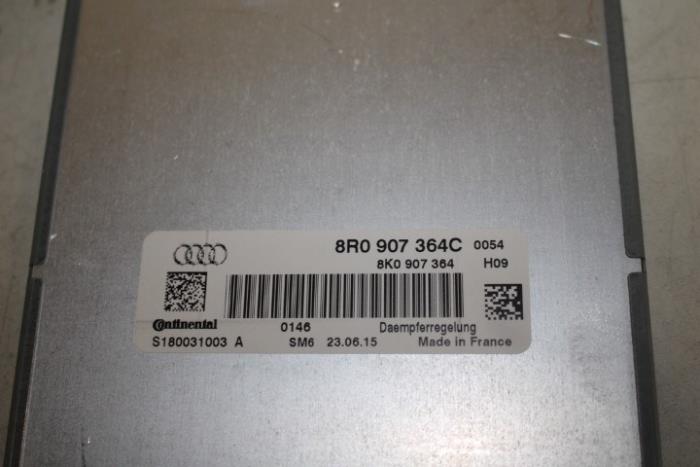 8R0 907 364C 0054
8K0 907 364 H09
Continental 0146 Daempferregelung
S180031003 A SM6 23.06.15 Made in France